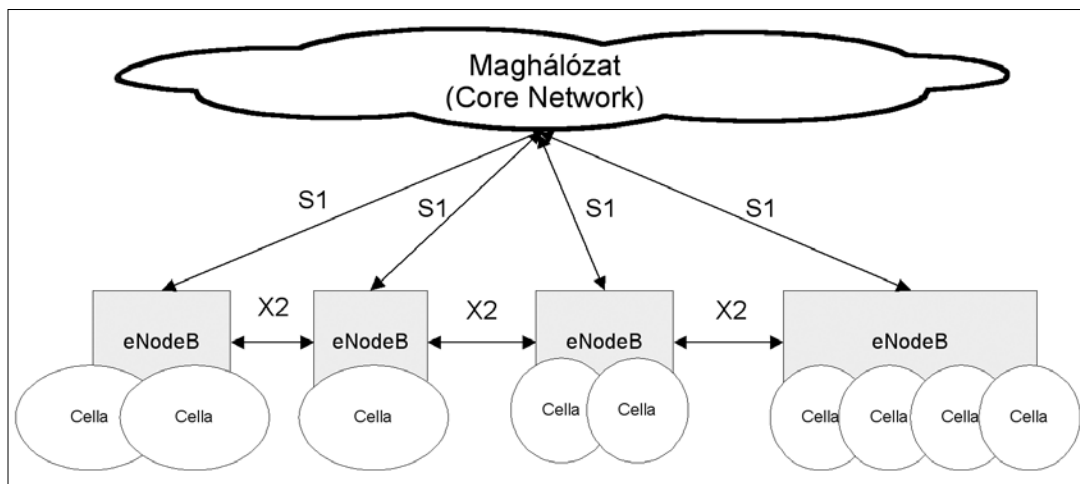 Maghálózat
(Core Network)
S1
S1
S1
S1
X2
X2
X2
eNodeB
eNodeB
eNodeB
eNodeB
Cella
Cella
Cella
Cella
Cella
Cella
Cella
Cella
Cella